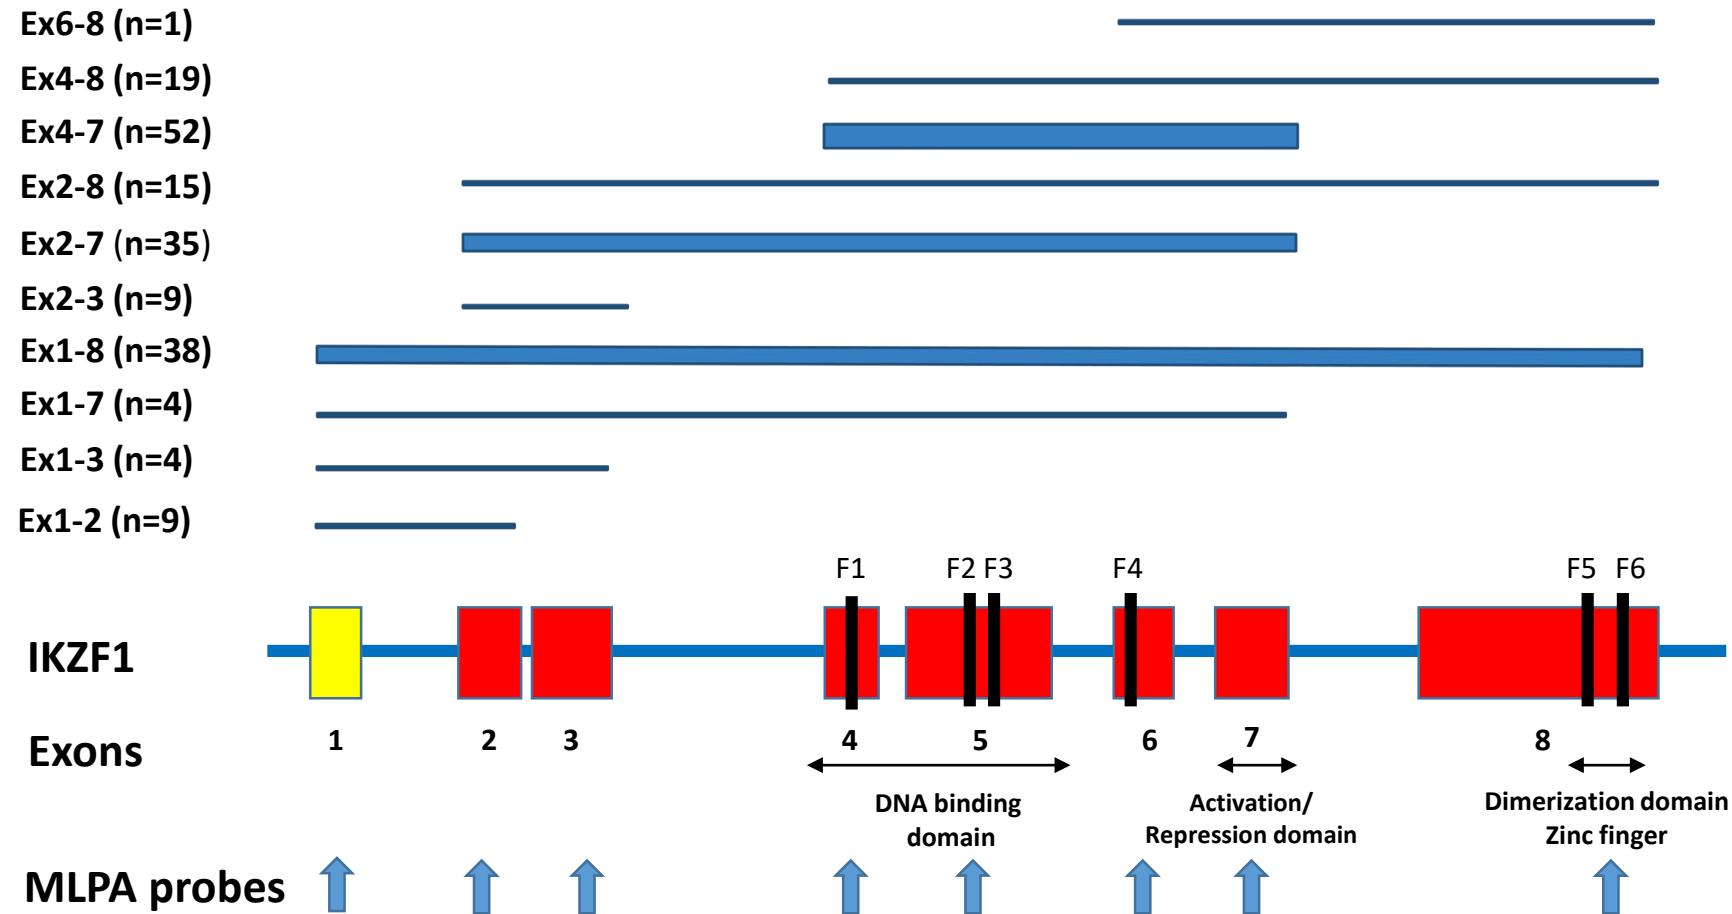 Ex6-8 (n=1)
Ex4-8 (n=19)
Ex4-7 (n=52)
Ex2-8 (n=15)
Ex2-7 (n=35)
Ex2-3 (n=9)
Ex1-8 (n=38)
Ex1-7 (n=4)
Ex1-3 (n=4)
Ex1-2 (n=9)
F1 F2 F3 F4 F5 F6
IKZF1
Exons 1 2 3 4 5 6 7 8
DNA binding
domain
Activation/
Repression domain
Dimerization domain
Zinc finger
MLPA probes